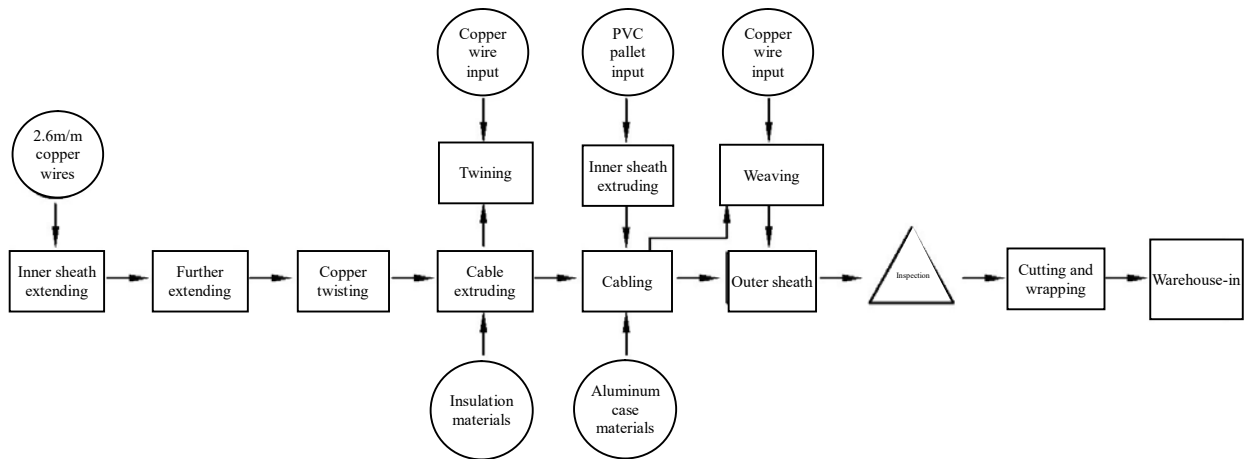 Copper
wire
input
PVC
pallet
input
Copper
wire
input
2.6m/m
copper
wires
Twining
Inner sheath
extruding
Weaving
Inner sheath
extending
Further
extending
Copper
twisting
Cable
extruding
Cabling
Outer sheath
Inspection
Cutting and
wrapping
Warehouse-in
Insulation
materials
Aluminum
case
materials